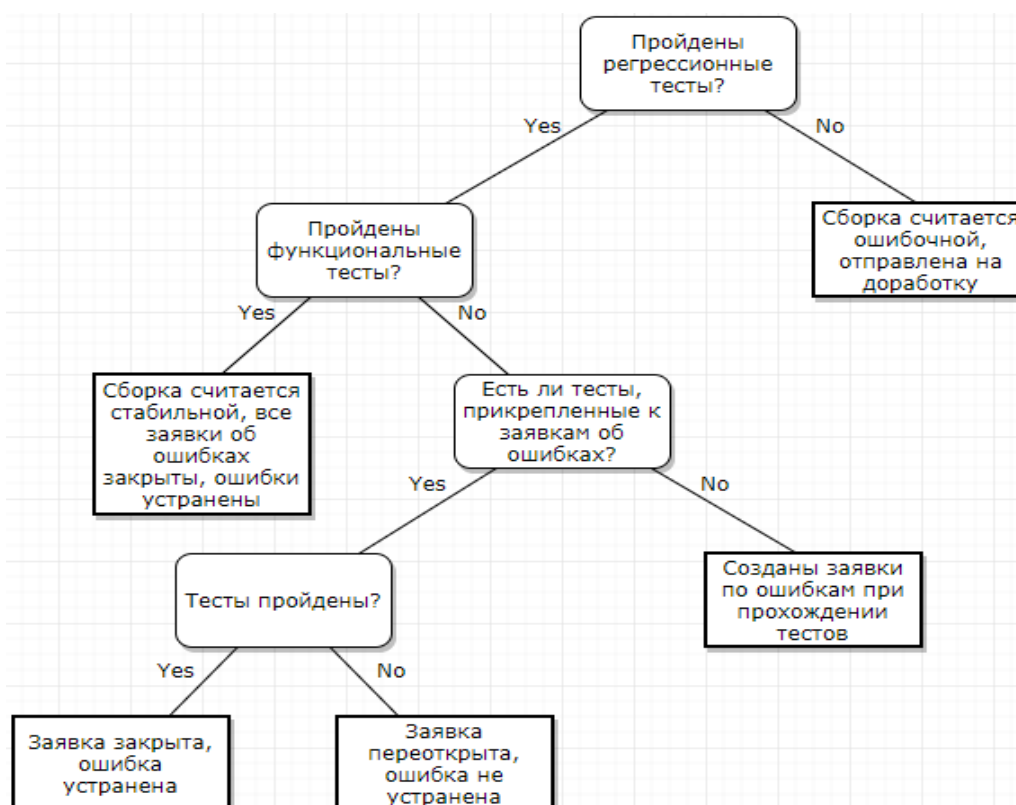 Пройдены
регрессионные
тесты?
Yes
No
Пройдены
функциональные
тесты?
Сборка считается
ошибочной,
отправлена на
доработку
Yes
No
Сборка считается
стабильной, все
заявки об
ошибках
закрыты, ошибки
устранены
Есть ли тесты,
прикрепленные к
заявкам об
ошибках?
Yes
No
Тесты пройдены?
Созданы заявки
по ошибкам при
прохождении
тестов
Yes
No
Заявка закрыта,
ошибка
устранена
Заявка
переоткрыта,
ошибка не
устранена